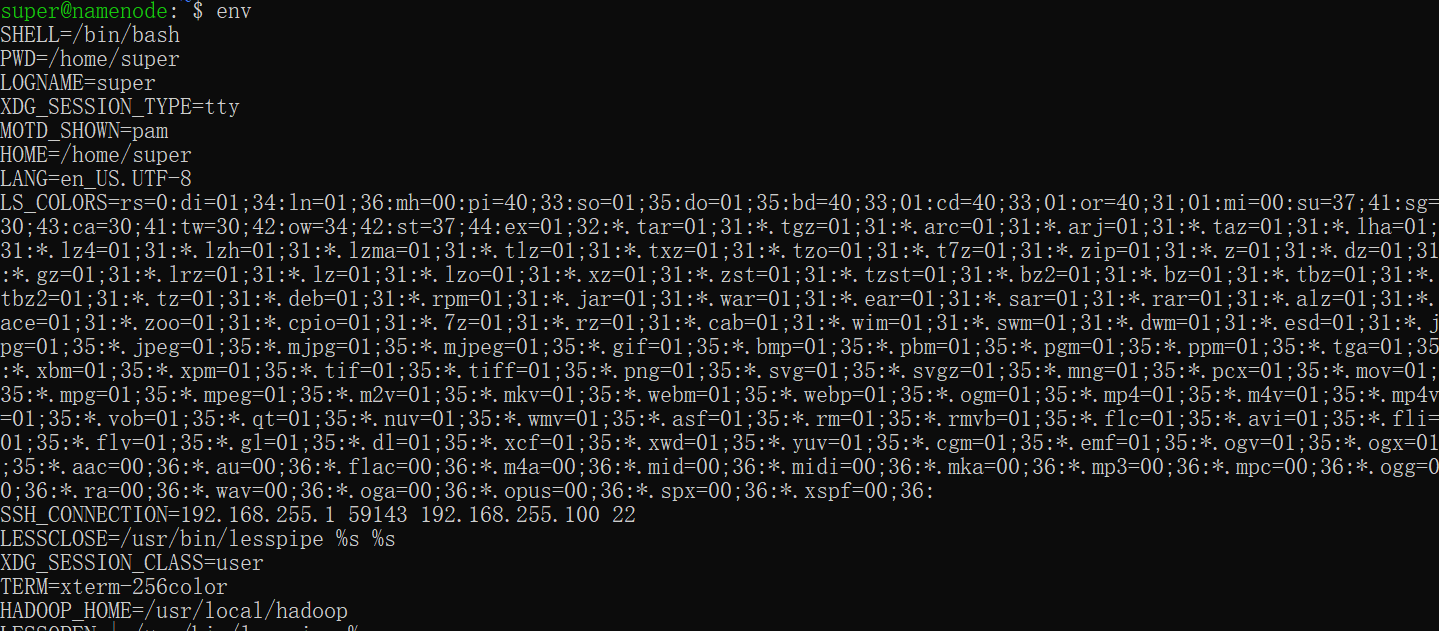 super@namenode:~$ env
SHELL=/bin/bash
PWD=/home/super
LOGNAME=super
XDG_SESSION_TYPE=tty
MOTD_SHOWN=pam
HOME=/home/super
LANG=en_US.UTF-8
LS_COLORS=rs=0:di=01;34:ln=01;36:mh=00:pi=40;33:so=01;35:do=01;35:bd=40;33;01:cd=40;33;01:or=40;31;01:mi=00:su=37;41:sg=
30;43:ca=30;41:tw=30;42:ow=34;42:st=37;44:ex=01;32:*.tar=01;31:*.tgz=01;31:*.arc=01;31:*.arj=01;31:*.taz=01;31:*.lha=01;
31:*.lz4=01;31:*.lzh=01;31:*.lzma=01;31:*.tlz=01;31:*.txz=01;31:*.tzo=01;31:*.t7z=01;31:*.zip=01;31:*.z=01;31:*.dz=01;31
:*.gz=01;31:*.lrz=01;31:*.lz=01;31:*.lzo=01;31:*.xz=01;31:*.zst=01;31:*.tzst=01;31:*.bz2=01;31:*.bz=01;31:*.tbz=01;31:*.
tbz2=01;31:*.tz=01;31:*.deb=01;31:*.rpm=01;31:*.jar=01;31:*.war=01;31:*.ear=01;31:*.sar=01;31:*.rar=01;31:*.alz=01;31:*.
ace=01;31:*.zoo=01;31:*.cpio=01;31:*.7z=01;31:*.rz=01;31:*.cab=01;31:*.wim=01;31:*.swm=01;31:*.dwm=01;31:*.esd=01;31:*.j
pg=01;35:*.jpeg=01;35:*.mjpg=01;35:*.mjpeg=01;35:*.gif=01;35:*.bmp=01;35:*.pbm=01;35:*.pgm=01;35:*.ppm=01;35:*.tga=01;35
:*.xbm=01;35:*.xpm=01;35:*.tif=01;35:*.tiff=01;35:*.png=01;35:*.svg=01;35:*.svgz=01;35:*.mng=01;35:*.pcx=01;35:*.mov=01;
35:*.mpg=01;35:*.mpeg=01;35:*.m2v=01;35:*.mkv=01;35:*.webm=01;35:*.webp=01;35:*.ogm=01;35:*.mp4=01;35:*.m4v=01;35:*.mp4v
=01;35:*.vob=01;35:*.qt=01;35:*.nuv=01;35:*.wmv=01;35:*.asf=01;35:*.rm=01;35:*.rmvb=01;35:*.flc=01;35:*.avi=01;35:*.fli=
01;35:*.flv=01;35:*.gl=01;35:*.dl=01;35:*.xcf=01;35:*.xwd=01;35:*.yuv=01;35:*.cgm=01;35:*.emf=01;35:*.ogv=01;35:*.ogx=01
;35:*.aac=00;36:*.au=00;36:*.flac=00;36:*.m4a=00;36:*.mid=00;36:*.midi=00;36:*.mka=00;36:*.mp3=00;36:*.mpc=00;36:*.ogg=0
0;36:*.ra=00;36:*.wav=00;36:*.oga=00;36:*.opus=00;36:*.spx=00;36:*.xspf=00;36:
SSH_CONNECTION=192.168.255.1 59143 192.168.255.100 22
LESSCLOSE=/usr/bin/lesspipe %s %s
XDG_SESSION_CLASS=user
TERM=xterm-256color
HADOOP_HOME=/usr/local/hadoop